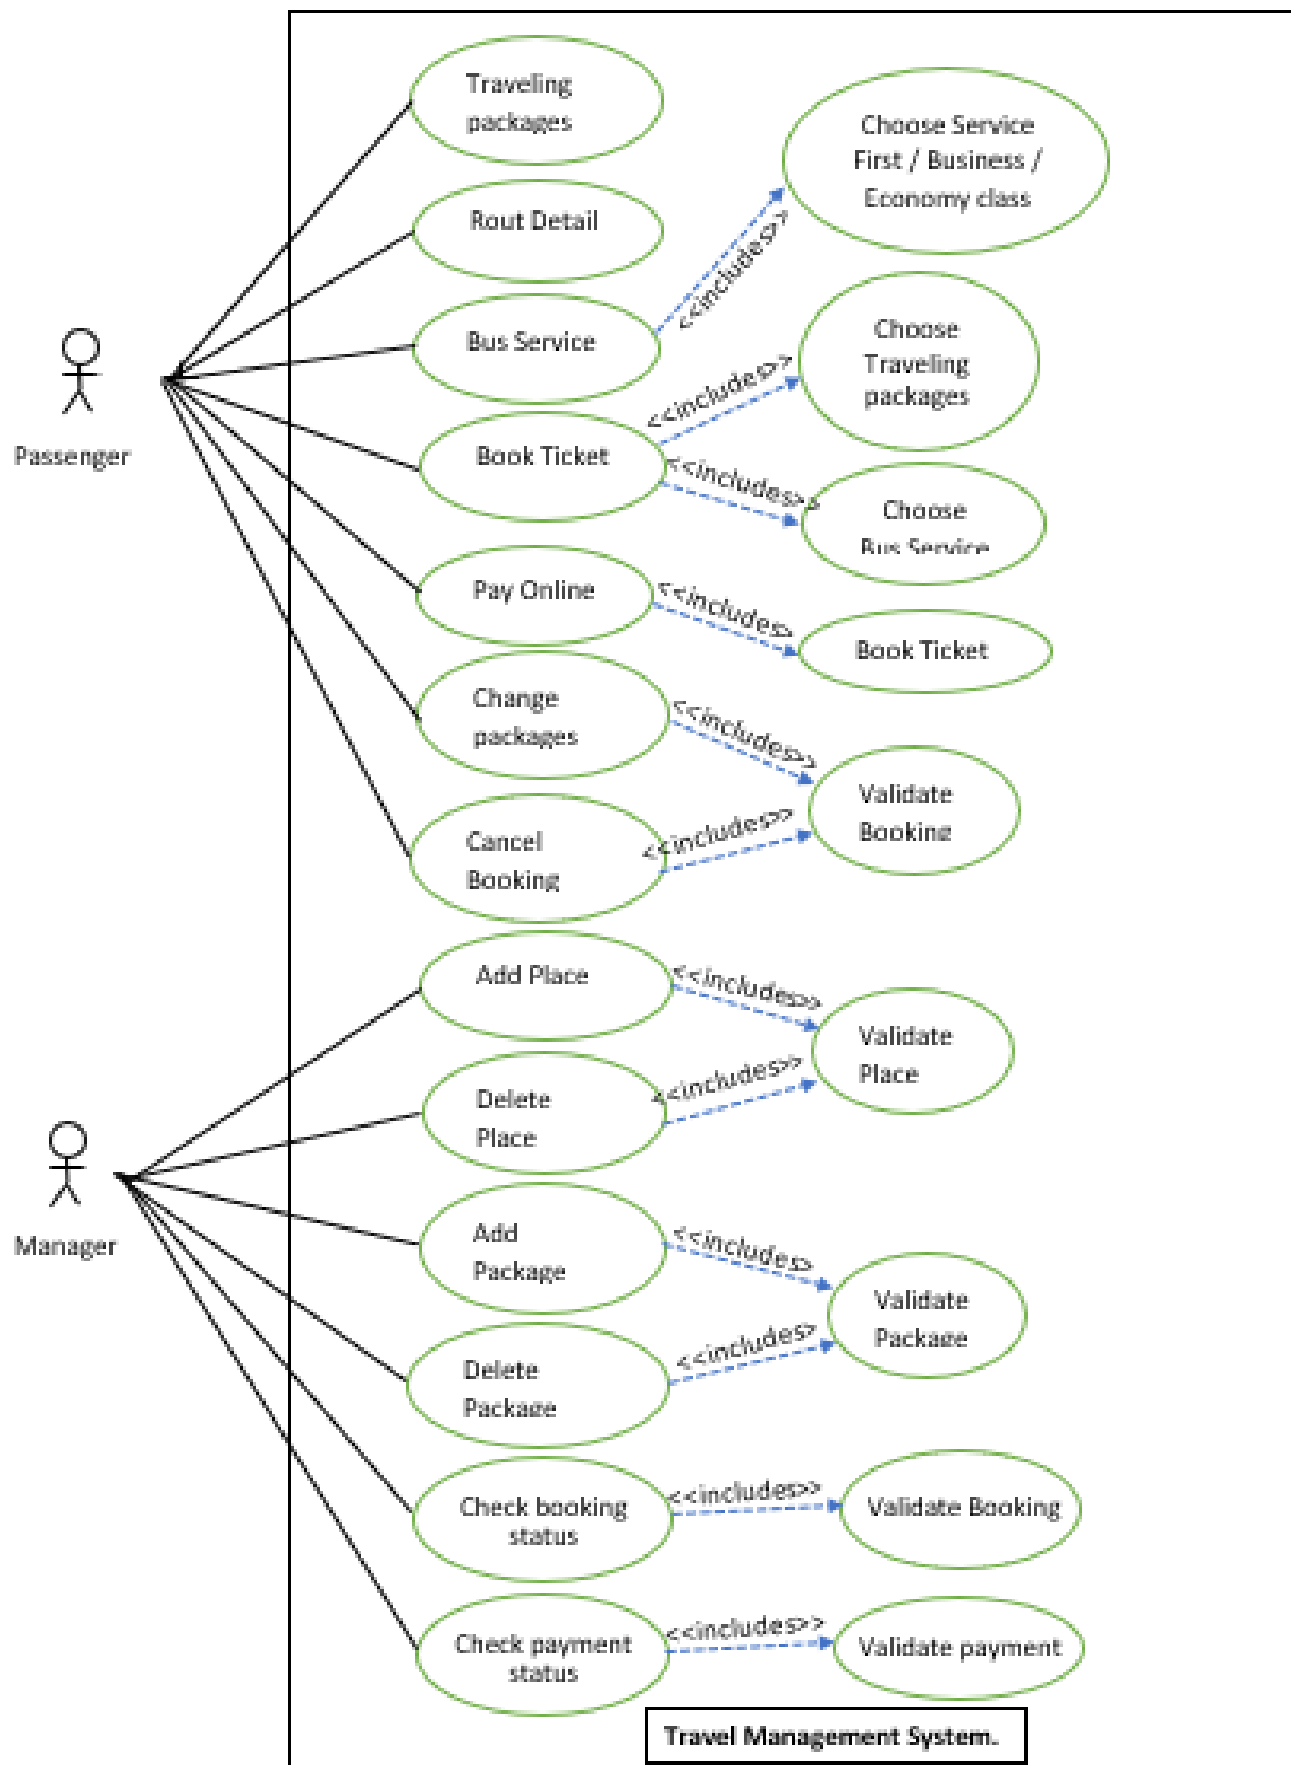 Traveling
packages
Choose Service
First / Business /
Economy class
Rout Detail
<<includes>>
Bus Service
Choose
Traveling
packages
<<includes>>
Passenger
Book Ticket
<<includes>>
Choose
Bus Service
Pay Online
<<includes>
Book Ticket
Change
packages
<<includes>>
Validate
Booking
Cancel
Booking
<<includes>>
Add Place
<<includes>>
Validate
Place
Delete
Place
<<includes>>
Manager
Add
Package
<<includes>
Validate
Package
Delete
Package
<<includes>
Check booking
status
<<includes>>
Validate Booking
Check payment
status
<<includes>>
Validate payment
Travel Management System.